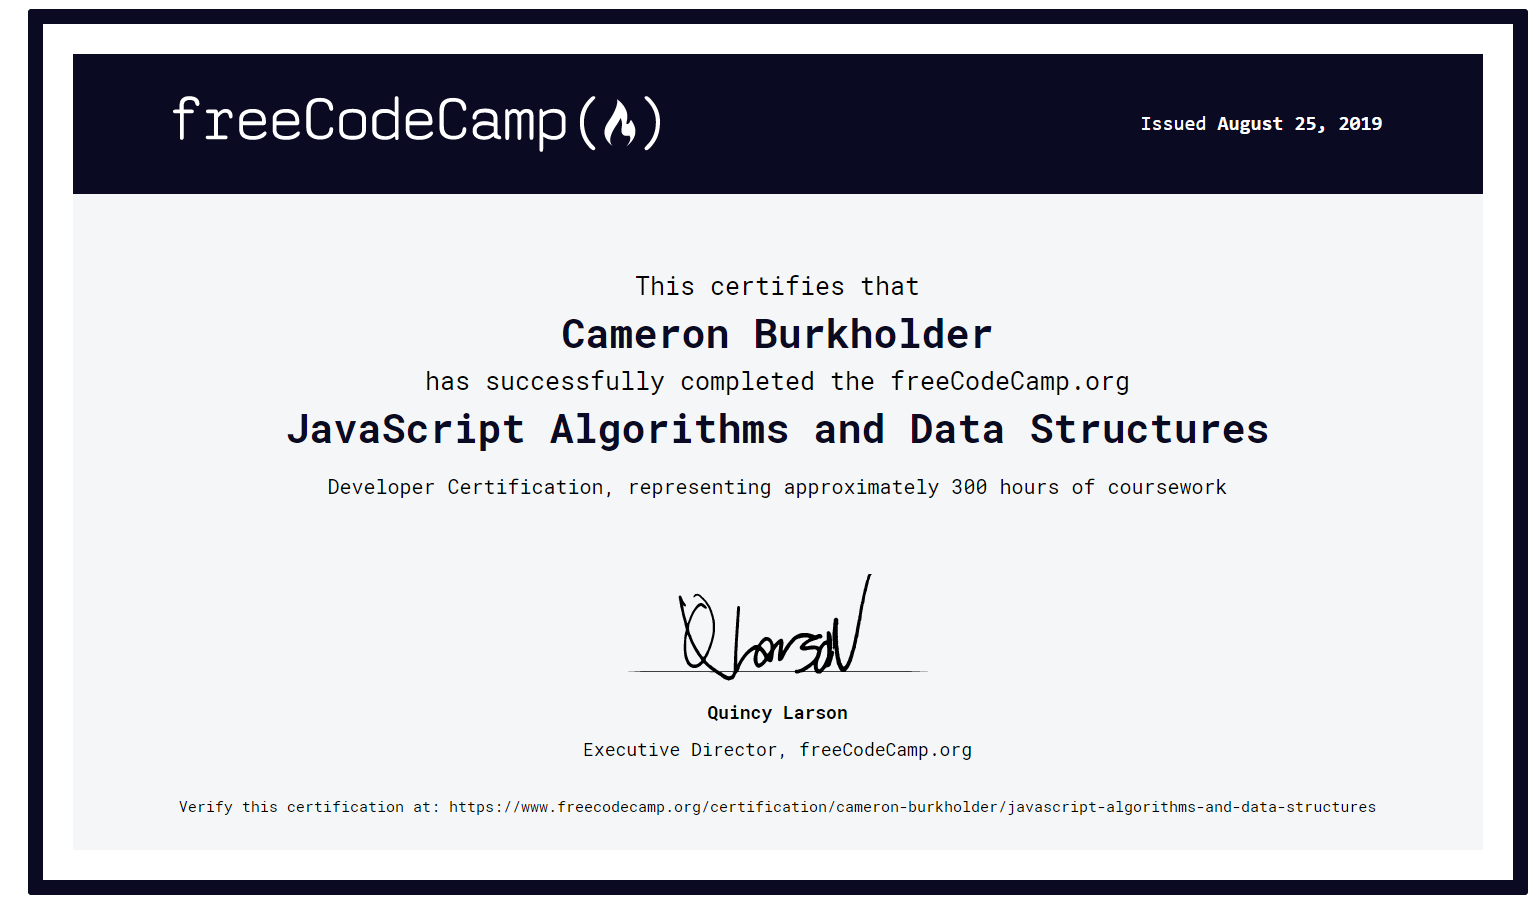 freeCodeCamp(🔥)
Issued August 25, 2019
This certifies that
Cameron Burkholder
has successfully completed the freeCodeCamp.org
JavaScript Algorithms and Data Structures
Developer Certification, representing approximately 300 hours of coursework
Q Larson
Quincy Larson
Executive Director, freeCodeCamp.org
Verify this certification at: https://www.freecodecamp.org/certification/cameron-burkholder/javascript-algorithms-and-data-structures